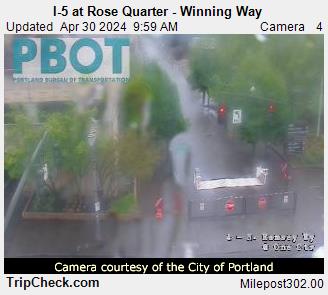 I-5 at Rose Quarter - Winning Way
Updated Apr 30 2024 9:59 AM Camera 4
PBOT
PORTLAND BUREAU OF TRANSPORTATION
Camera courtesy of the City of Portland
TripCheck.com Milepost302.00